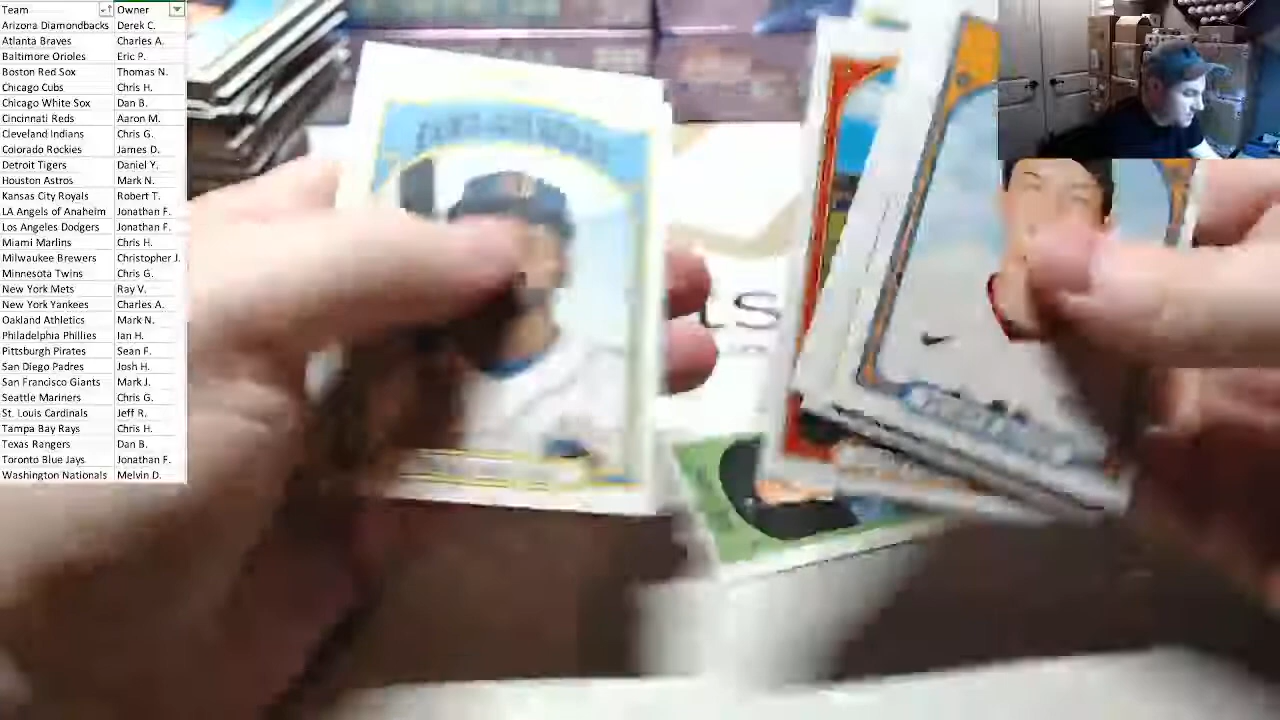 Team Owner
Arizona Diamondbacks Derek C.
Atlanta Braves Charles A.
Baltimore Orioles Eric P.
Boston Red Sox Thomas N.
Chicago Cubs Chris H.
Chicago White Sox Dan B.
Cincinnati Reds Aaron M.
Cleveland Indians Chris G.
Colorado Rockies James D.
Detroit Tigers Daniel Y.
Houston Astros Mark N.
Kansas City Royals Robert T.
LA Angels of Anaheim Jonathan F.
Los Angeles Dodgers Jonathan F.
Miami Marlins Chris H.
Milwaukee Brewers Christopher J.
Minnesota Twins Chris G.
New York Mets Ray V.
New York Yankees Charles A.
Oakland Athletics Mark N.
Philadelphia Phillies Ian H.
Pittsburgh Pirates Sean F.
San Diego Padres Josh H.
San Francisco Giants Mark J.
Seattle Mariners Chris G.
St. Louis Cardinals Jeff R.
Tampa Bay Rays Chris H.
Texas Rangers Dan B.
Toronto Blue Jays Jonathan F.
Washington Nationals Melvin D.